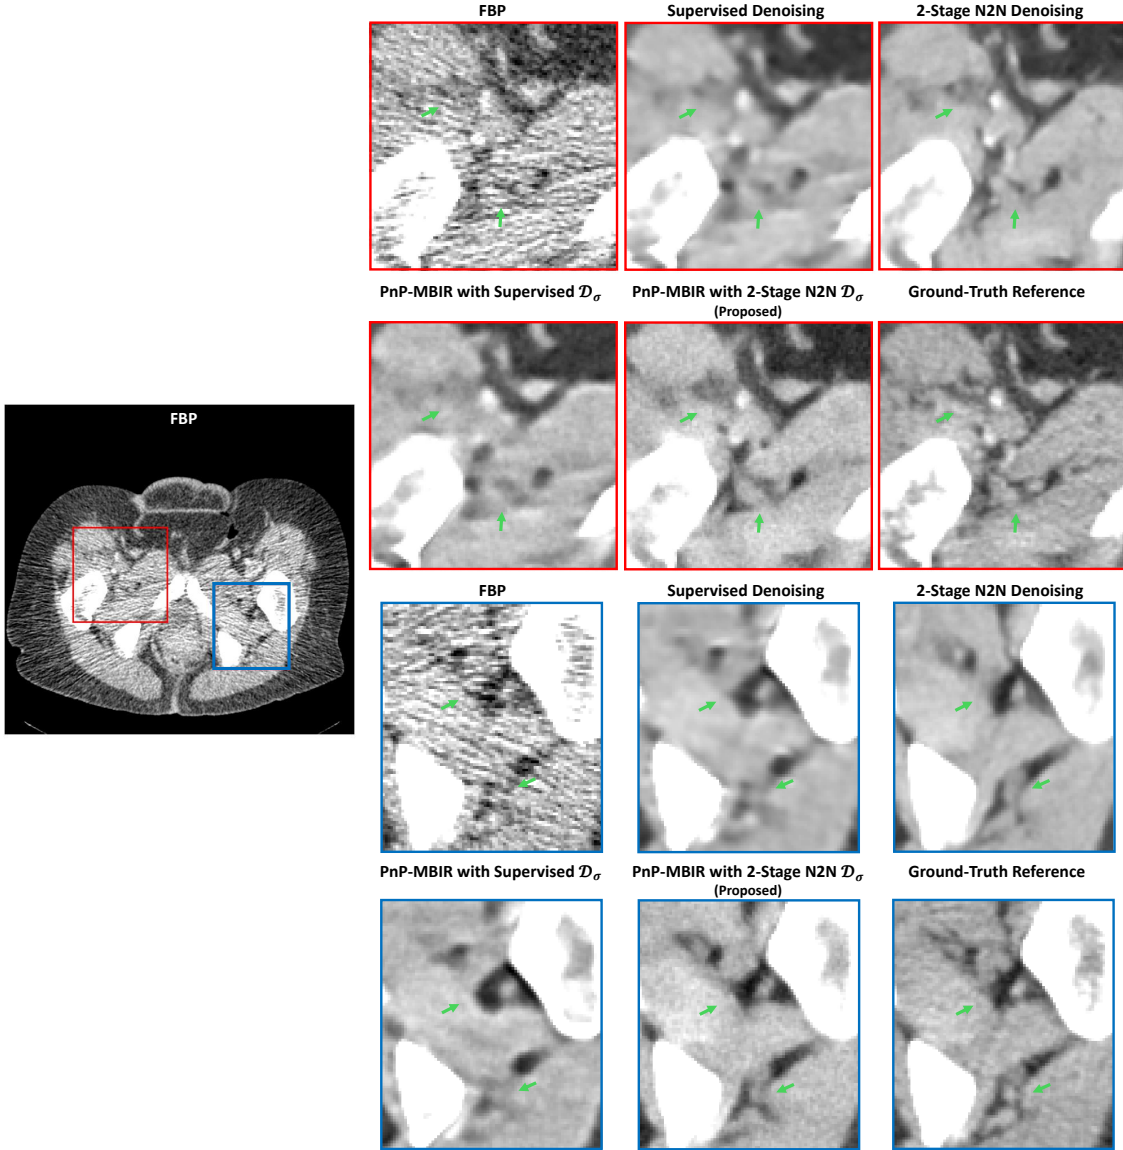 FBP
Supervised Denoising
2-Stage N2N Denoising
PnP-MBIR with Supervised 𝒟σ
PnP-MBIR with 2-Stage N2N 𝒟σ
(Proposed)
Ground-Truth Reference
FBP
FBP
Supervised Denoising
2-Stage N2N Denoising
PnP-MBIR with Supervised 𝒟σ
PnP-MBIR with 2-Stage N2N 𝒟σ
(Proposed)
Ground-Truth Reference